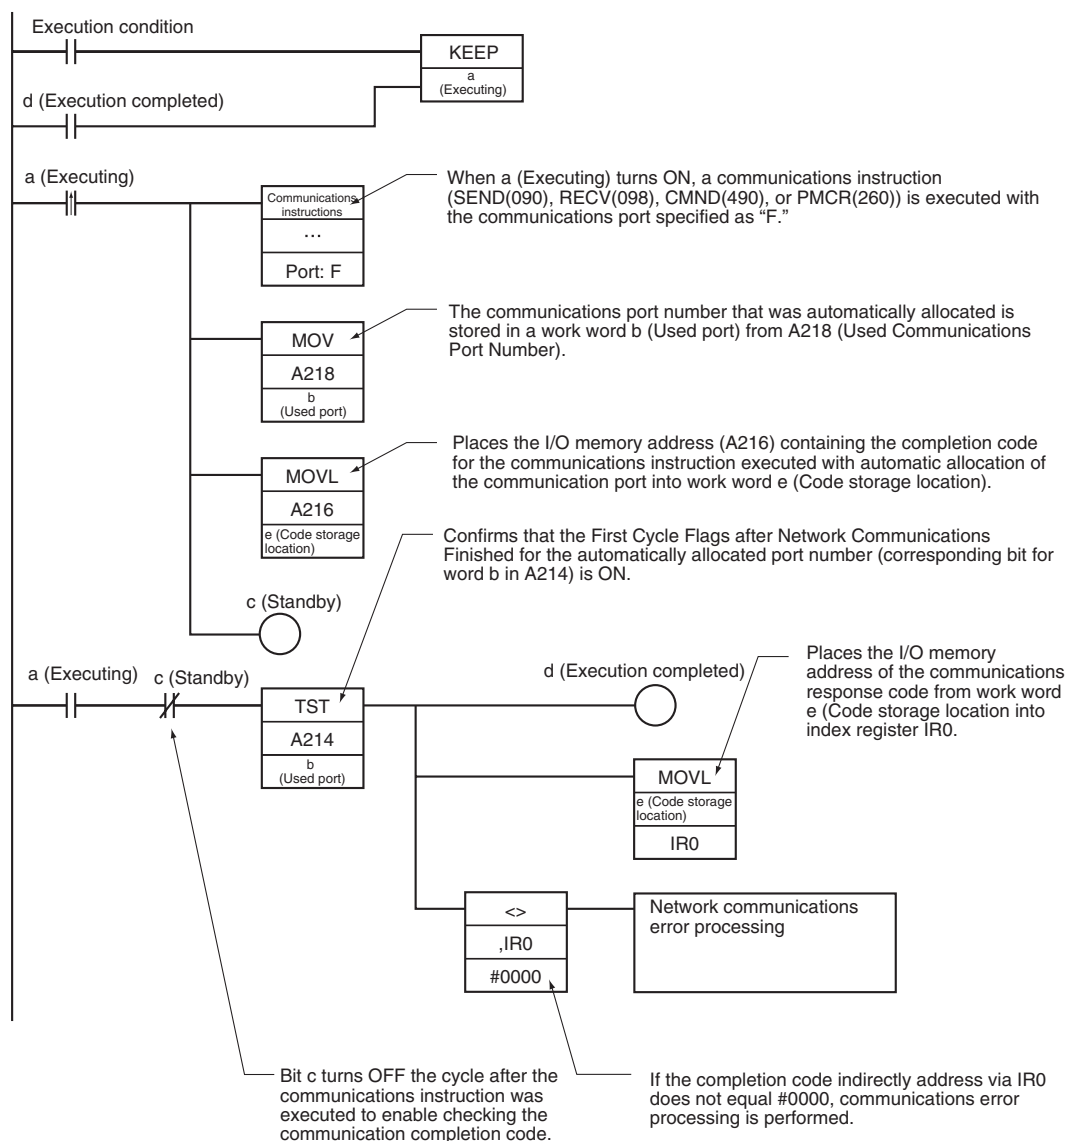 Execution condition
KEEP
a
(Executing)
d (Execution completed)
a (Executing)
Communications
instructions
...
Port: F
When a (Executing) turns ON, a communications instruction
(SEND(090), RECV(098), CMND(490), or PMCR(260)) is executed with
the communications port specified as “F.”
The communications port number that was automatically allocated is
stored in a work word b (Used port) from A218 (Used Communications
Port Number).
MOV
A218
b
(Used port)
Places the I/O memory address (A216) containing the completion code
for the communications instruction executed with automatic allocation of
the communication port into work word e (Code storage location).
MOVL
A216
e (Code storage
location)
Confirms that the First Cycle Flags after Network Communications
Finished for the automatically allocated port number (corresponding bit for
word b in A214) is ON.
c (Standby)
a (Executing)
c (Standby)
TST
A214
b
(Used port)
d (Execution completed)
Places the I/O memory
address of the communications
response code from work word
e (Code storage location into
index register IR0.
MOVL
e (Code storage
location)
IR0
<>
,IR0
#0000
Network communications
error processing
Bit c turns OFF the cycle after the
communications instruction was
executed to enable checking the
communication completion code.
If the completion code indirectly address via IR0
does not equal #0000, communications error
processing is performed.